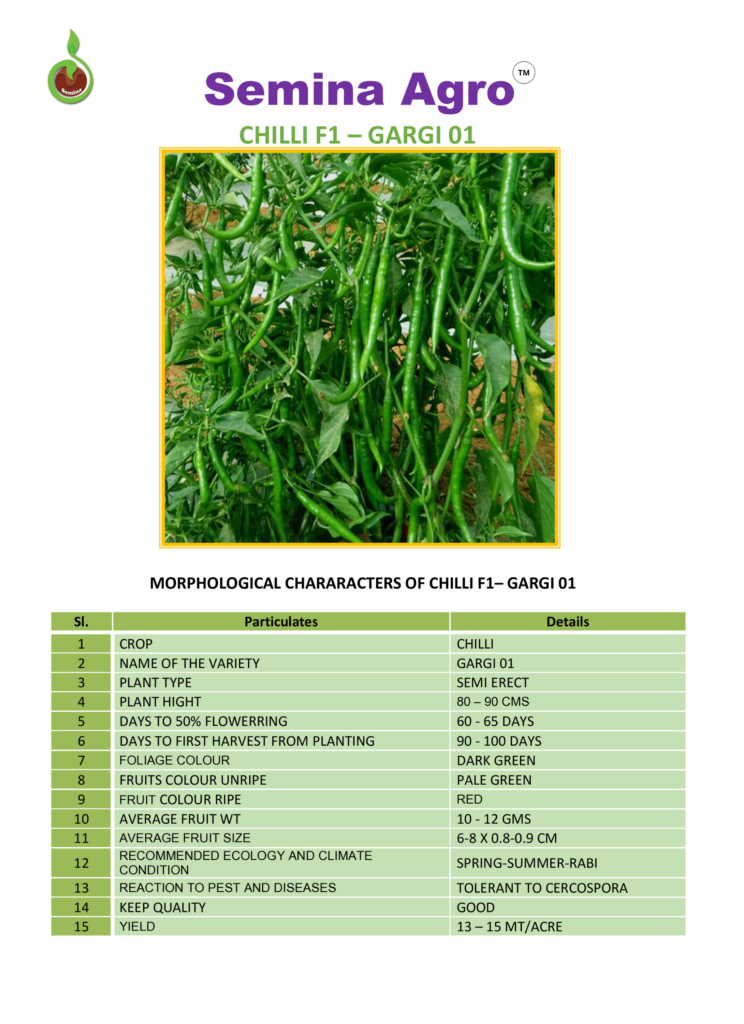 Semina
Semina Agro TM
CHILLI F1 – GARGI 01
MORPHOLOGICAL CHARARACTERS OF CHILLI F1– GARGI 01
Sl. Particulates Details
1 CROP CHILLI
2 NAME OF THE VARIETY GARGI 01
3 PLANT TYPE SEMI ERECT
4 PLANT HIGHT 80 – 90 CMS
5 DAYS TO 50% FLOWERRING 60 - 65 DAYS
6 DAYS TO FIRST HARVEST FROM PLANTING 90 - 100 DAYS
7 FOLIAGE COLOUR DARK GREEN
8 FRUITS COLOUR UNRIPE PALE GREEN
9 FRUIT COLOUR RIPE RED
10 AVERAGE FRUIT WT 10 - 12 GMS
11 AVERAGE FRUIT SIZE 6-8 X 0.8-0.9 CM
12 RECOMMENDED ECOLOGY AND CLIMATE
CONDITION SPRING-SUMMER-RABI
13 REACTION TO PEST AND DISEASES TOLERANT TO CERCOSPORA
14 KEEP QUALITY GOOD
15 YIELD 13 – 15 MT/ACRE